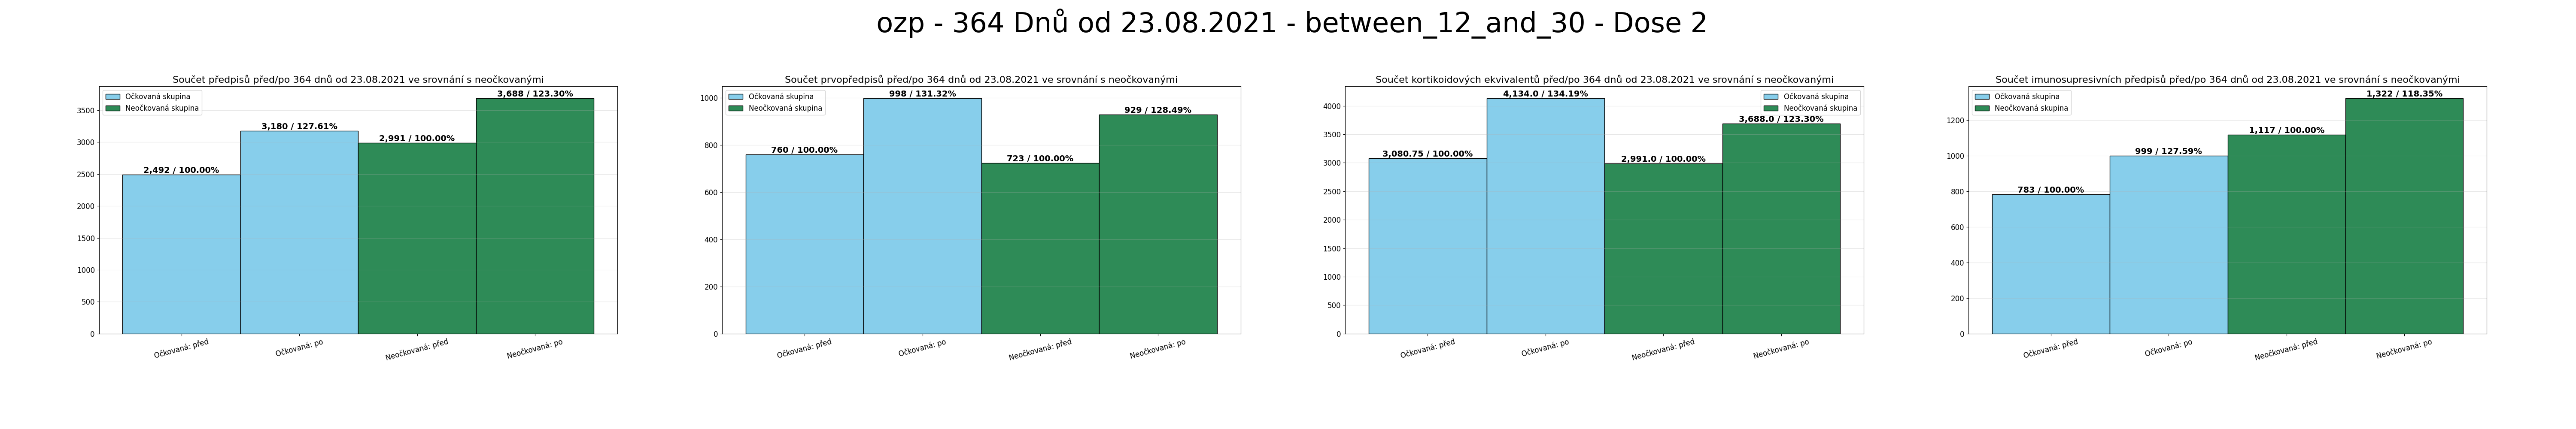 ozp - 364 Dnů od 23.08.2021 - between_12_and_30 - Dose 2
Součet předpisů před/po 364 dnů od 23.08.2021 ve srovnání s neočkovanými
Očkovaná skupina
Neočkovaná skupina
2,492 / 100.00%
3,180 / 127.61%
2,991 / 100.00%
3,688 / 123.30%
3500
3000
2500
2000
1500
1000
500
0
Očkovaná: před
Očkovaná: po
Neočkovaná: před
Neočkovaná: po
Součet prvopředpisů před/po 364 dnů od 23.08.2021 ve srovnání s neočkovanými
Očkovaná skupina
Neočkovaná skupina
760 / 100.00%
998 / 131.32%
723 / 100.00%
929 / 128.49%
1000
800
600
400
200
0
Očkovaná: před
Očkovaná: po
Neočkovaná: před
Neočkovaná: po
Součet kortikoidových ekvivalentů před/po 364 dnů od 23.08.2021 ve srovnání s neočkovanými
Očkovaná skupina
Neočkovaná skupina
3,080.75 / 100.00%
4,134.0 / 134.19%
2,991.0 / 100.00%
3,688.0 / 123.30%
4000
3500
3000
2500
2000
1500
1000
500
0
Očkovaná: před
Očkovaná: po
Neočkovaná: před
Neočkovaná: po
Součet imunosupresivních předpisů před/po 364 dnů od 23.08.2021 ve srovnání s neočkovanými
Očkovaná skupina
Neočkovaná skupina
783 / 100.00%
999 / 127.59%
1,117 / 100.00%
1,322 / 118.35%
1200
1000
800
600
400
200
0
Očkovaná: před
Očkovaná: po
Neočkovaná: před
Neočkovaná: po